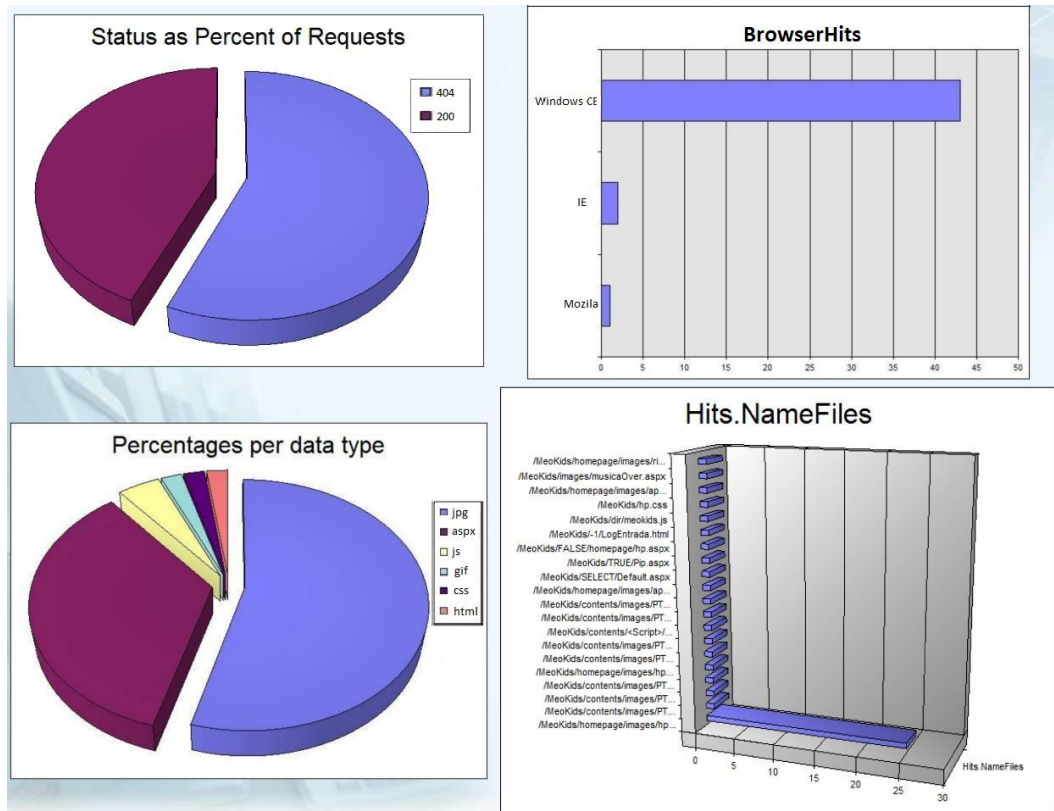 Status as Percent of Requests
404
200
BrowserHits
Windows CE
IE
Mozila
0 5 10 15 20 25 30 35 40 45 50
Percentages per data type
jpg
aspx
js
gif
css
html
Hits.NameFiles
/MeoKids/homepage/images/ri...
/MeoKids/images/musicaOver.aspx
/MeoKids/homepage/images/ap...
/MeoKids/hp.css
/MeoKids/dir/meokids.js
/MeoKids/-1/LogEntrada.html
/MeoKids/FALSE/homepage/hp.aspx
/MeoKids/TRUE/Pip.aspx
/MeoKids/SELECT/Default.aspx
/MeoKids/homepage/images/ap...
/MeoKids/contents/images/PT...
/MeoKids/contents/images/PT...
/MeoKids/contents/<Script>/...
/MeoKids/contents/images/PT...
/MeoKids/contents/images/PT...
/MeoKids/homepage/images/hp...
/MeoKids/contents/images/PT...
/MeoKids/contents/images/PT...
/MeoKids/contents/images/PT...
/MeoKids/homepage/images/hp...
0 5 10 15 20 25 30
Hits.NameFiles